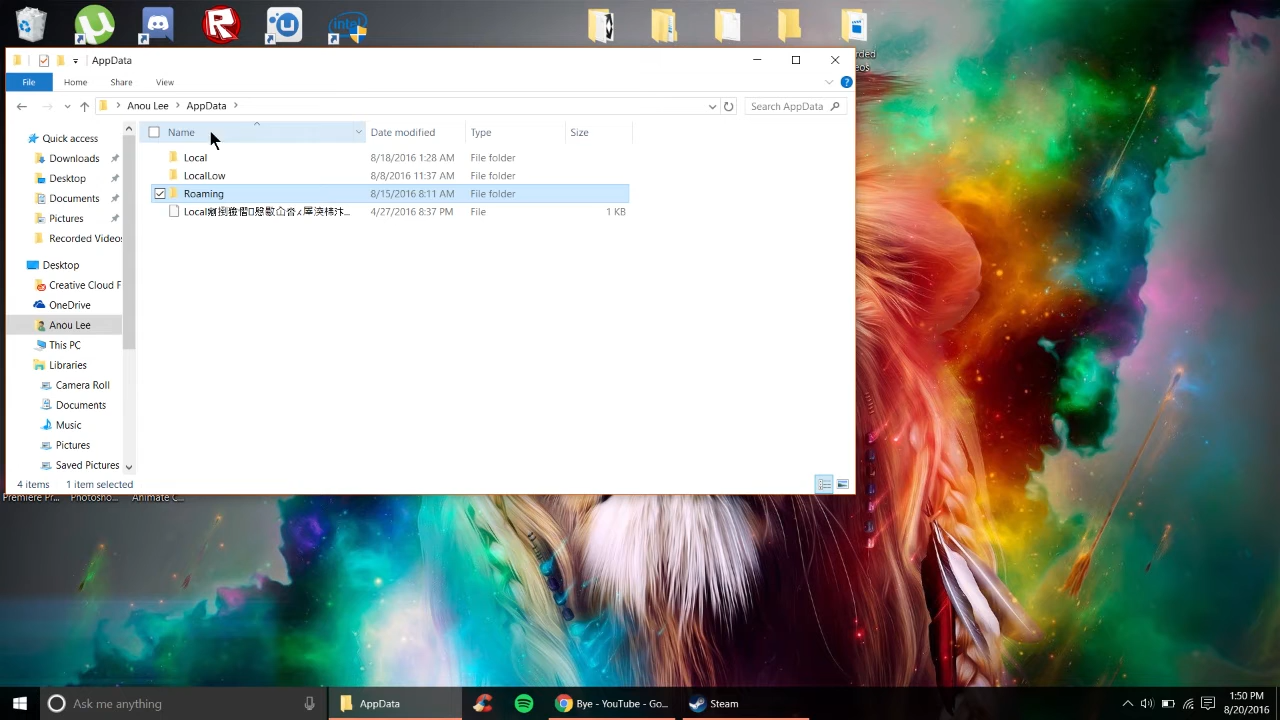 intel
AppData
File Home Share View
Anou Lee AppData
Search AppData
Name Date modified Type Size
Local 8/18/2016 1:28 AM File folder
LocalLow 8/8/2016 11:37 AM File folder
Roaming 8/15/2016 8:11 AM File folder
4/27/2016 8:37 PM File 1 KB
Quick access
Downloads
Desktop
Documents
Pictures
Recorded Videos
Desktop
Creative Cloud F
OneDrive
Anou Lee
This PC
Libraries
Camera Roll
Documents
Music
Pictures
Saved Pictures
4 items 1 item selected
Premiere Pr... Photosho... Animate C...
Ask me anything
AppData
Bye - YouTube - Go...
Steam
1:50 PM
8/20/2016